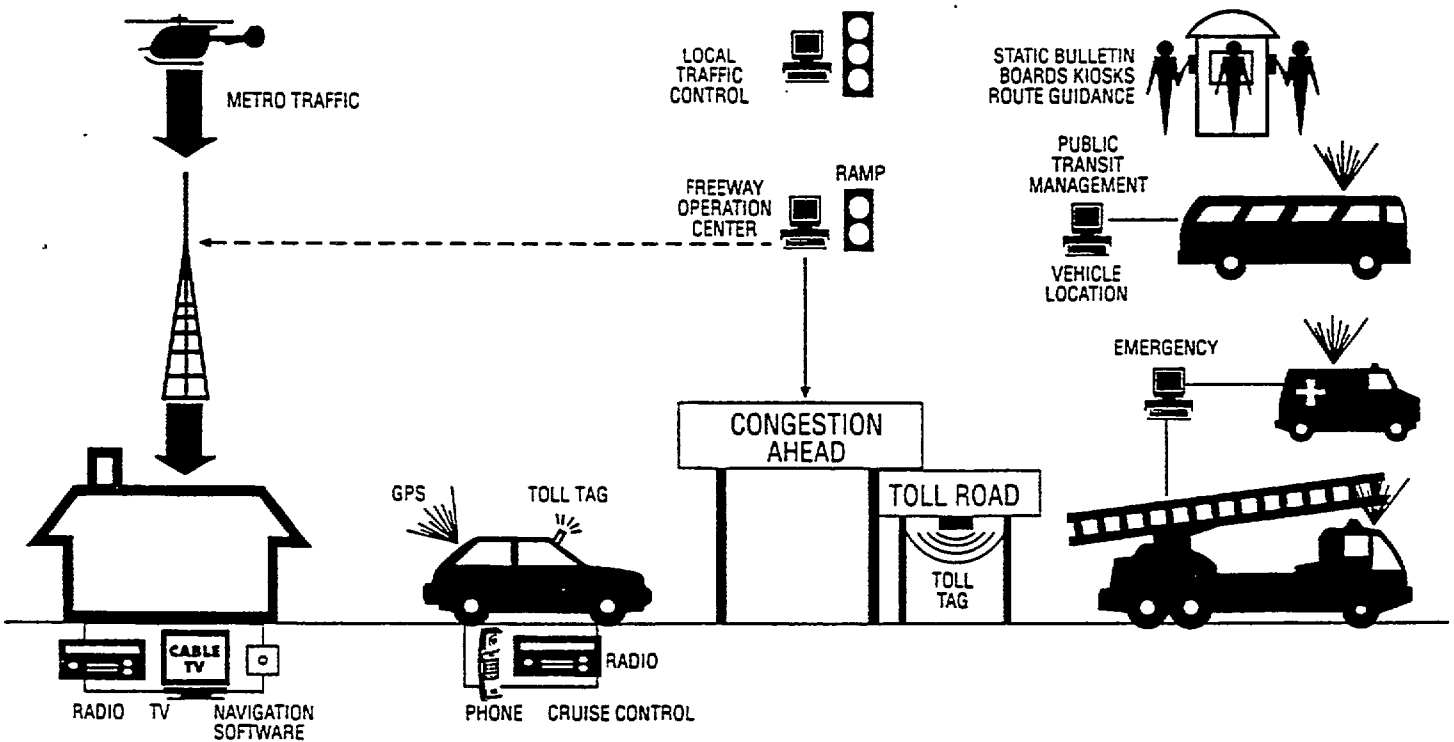 METRO TRAFFIC
LOCAL
TRAFFIC
CONTROL
STATIC BULLETIN
BOARDS KIOSKS
ROUTE GUIDANCE
FREEWAY
OPERATION
CENTER
RAMP
PUBLIC
TRANSIT
MANAGEMENT
VEHICLE
LOCATION
EMERGENCY
CONGESTION
AHEAD
TOLL ROAD
TOLL
TAG
GPS
TOLL TAG
CABLE
TV
RADIO
TV
NAVIGATION
SOFTWARE
RADIO
PHONE
CRUISE CONTROL